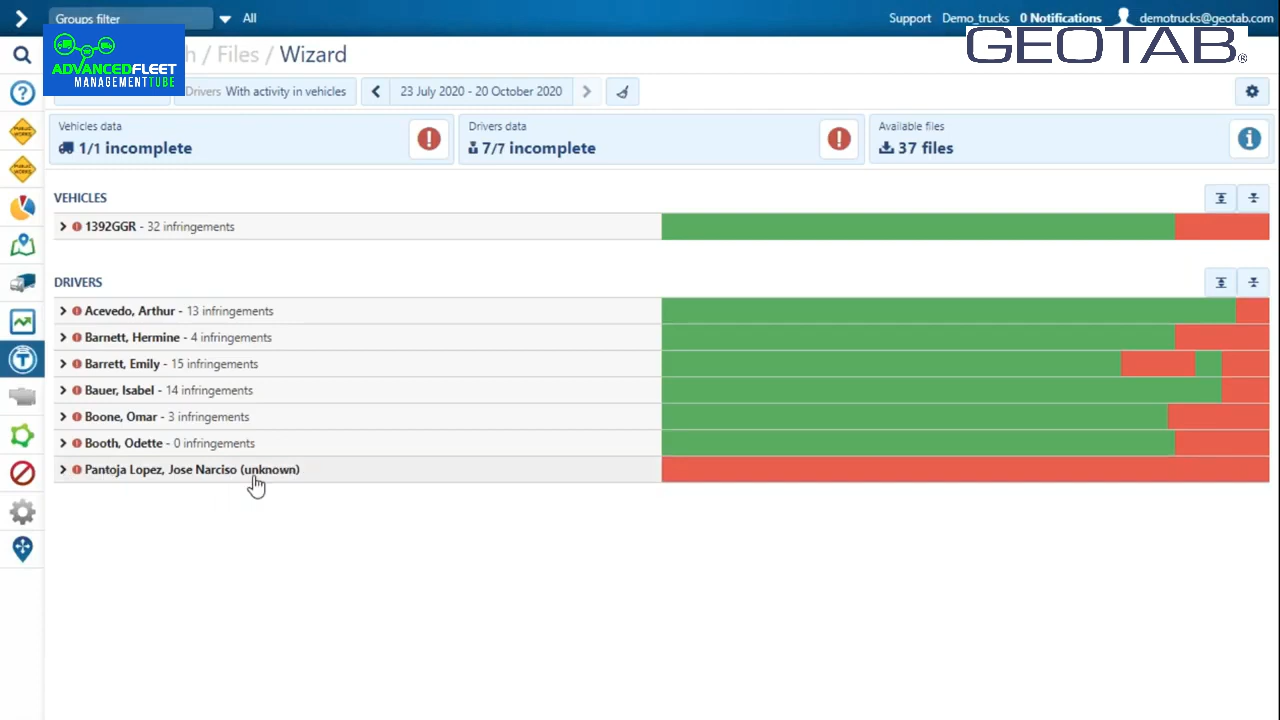 Groups filter All Support Demo_trucks 0 Notifications demotrucks@geotab.com
ADVANCEDFLEET
MANAGEMENTTUBE
GEOTAB®
h / Files / Wizard
Drivers With activity in vehicles 23 July 2020 - 20 October 2020
Vehicles data
1/1 incomplete
Drivers data
7/7 incomplete
Available files
37 files
VEHICLES
1392GGR - 32 infringements
DRIVERS
Acevedo, Arthur - 13 infringements
Barnett, Hermine - 4 infringements
Barrett, Emily - 15 infringements
Bauer, Isabel - 14 infringements
Boone, Omar - 3 infringements
Booth, Odette - 0 infringements
Pantoja Lopez, Jose Narciso (unknown)